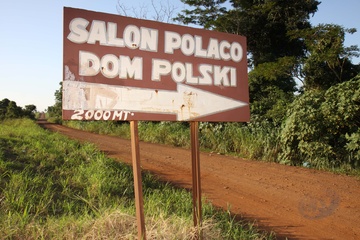 SALON POLACO
DOM POLSKI
2000 MT.